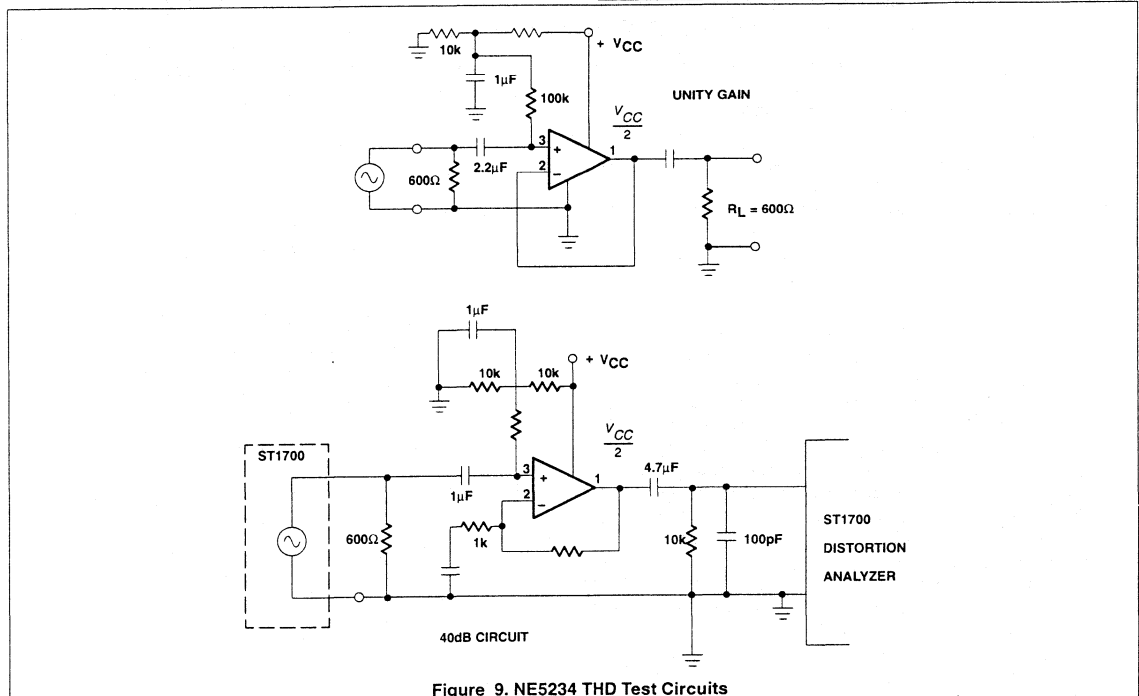 + VCC
10k
1µF
100k
UNITY GAIN
VCC
2
3
+
1
2.2µF
2
−
600Ω
RL = 600Ω
1µF
+ VCC
10k
10k
VCC
2
ST1700
4.7µF
3
+
1
1µF
2
−
ST1700
600Ω
1k
10k
100pF
DISTORTION
ANALYZER
40dB CIRCUIT
Figure 9. NE5234 THD Test Circuits